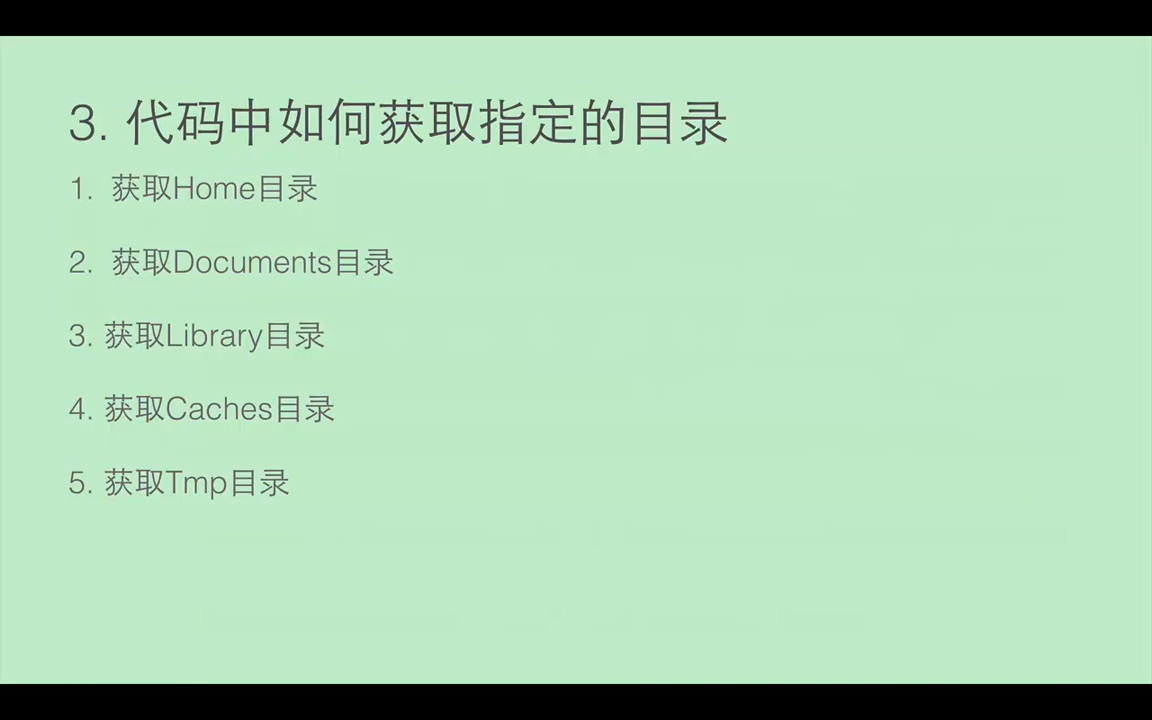 3. 代码中如何获取指定的目录
1. 获取Home目录
2. 获取Documents目录
3. 获取Library目录
4. 获取Caches目录
5. 获取Tmp目录